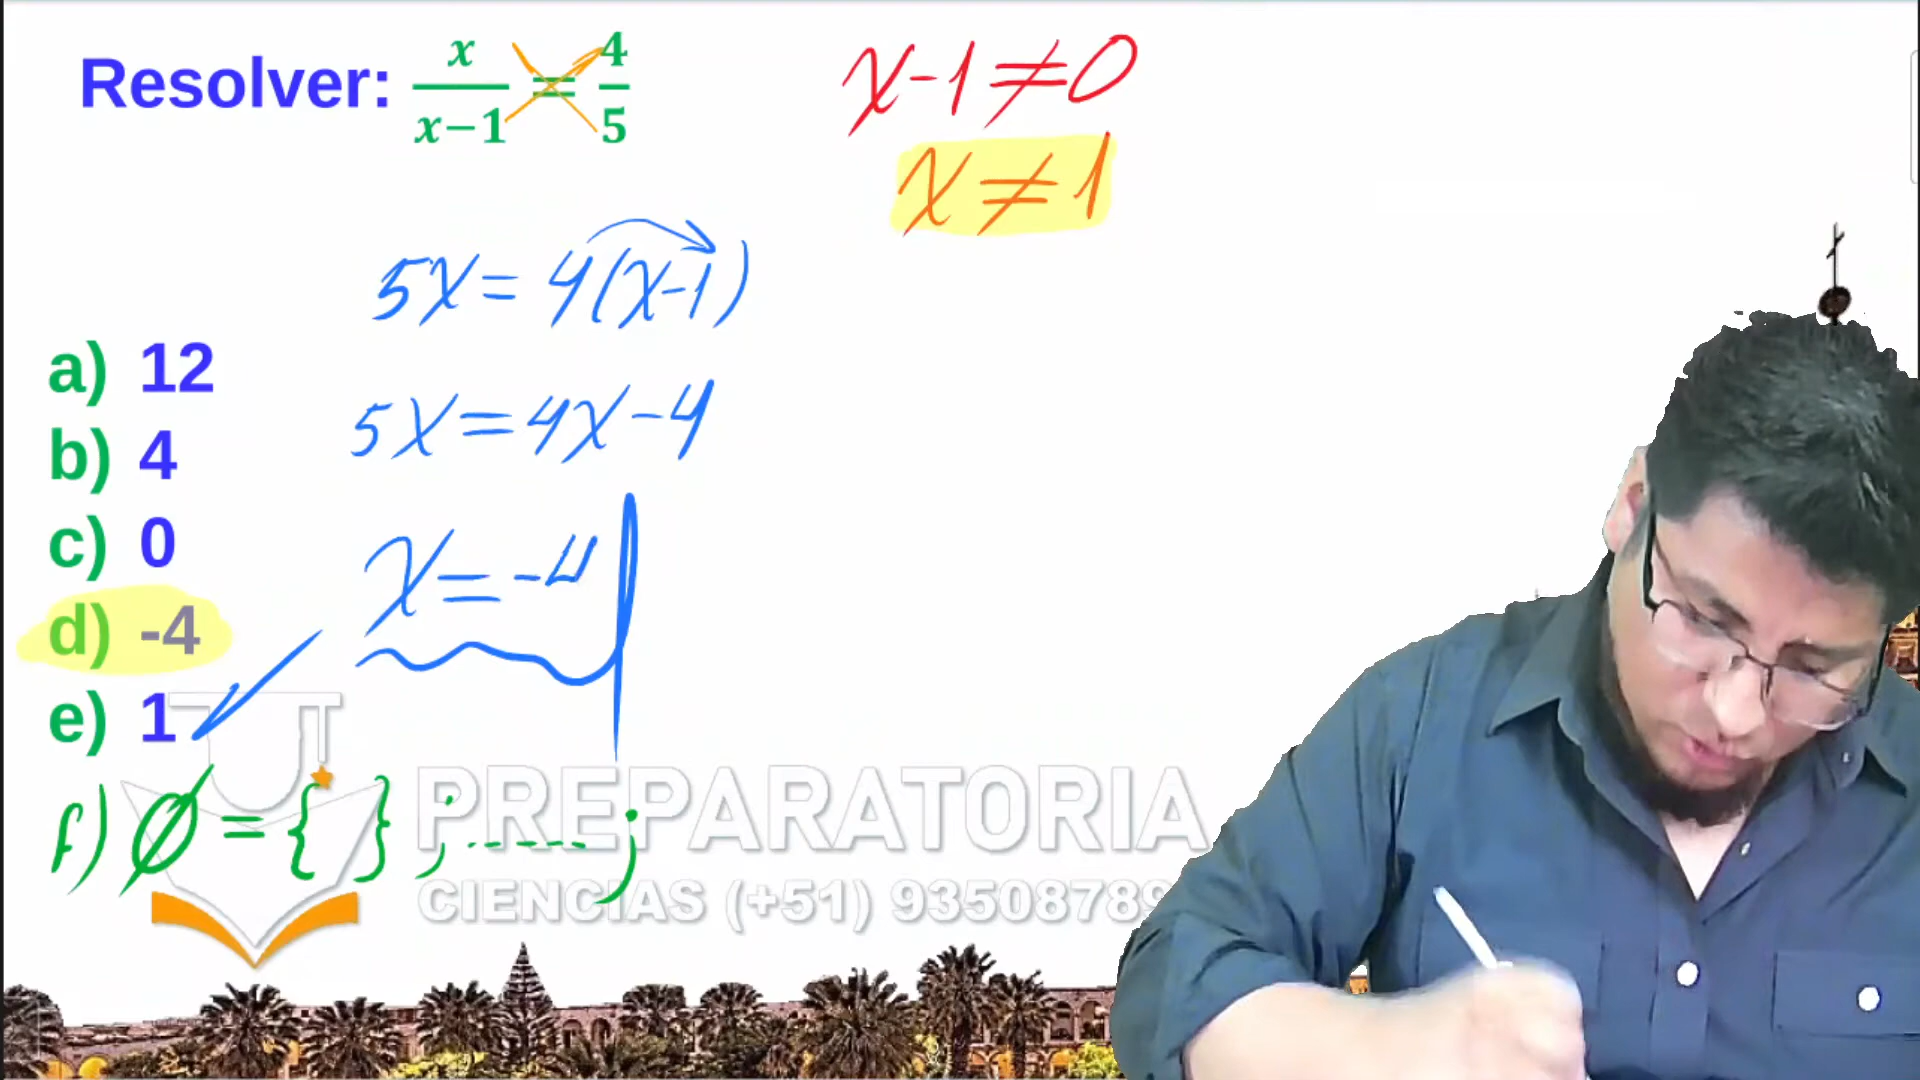 Resolver: x/(x−1) = 4/5
x-1≠0
x≠1
5x = 4(x-1)
5x = 4x-4
x = -4
a) 12
b) 4
c) 0
d) -4
e) 1
f) ∅ = { } ; ------ ;
PREPARATORIA
CIENCIAS (+51) 93508789